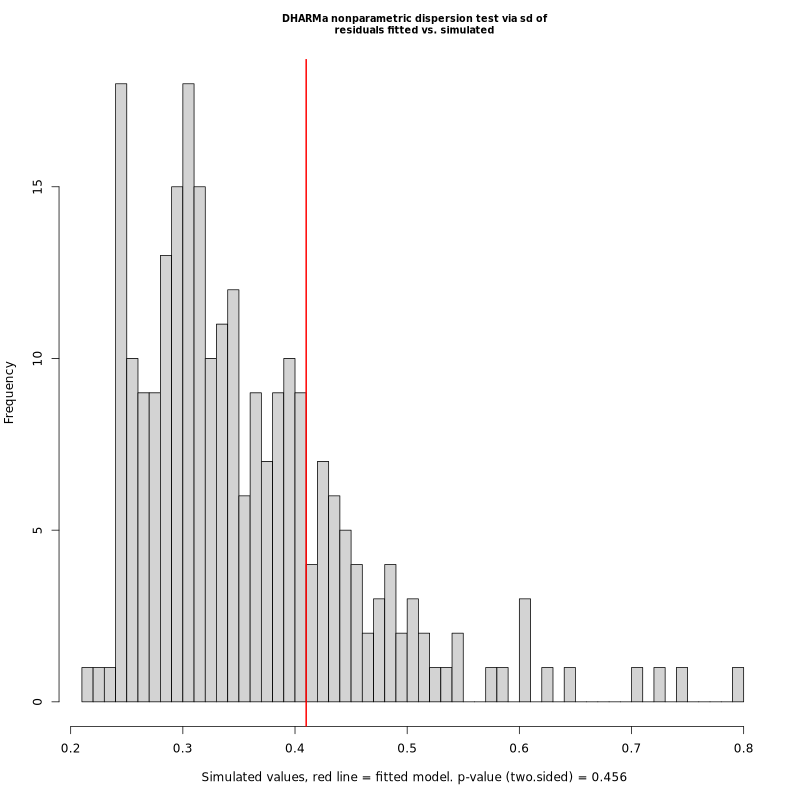 DHARMa nonparametric dispersion test via sd of
residuals fitted vs. simulated
Frequency
15
10
5
0
0.2 0.3 0.4 0.5 0.6 0.7 0.8
Simulated values, red line = fitted model. p-value (two.sided) = 0.456